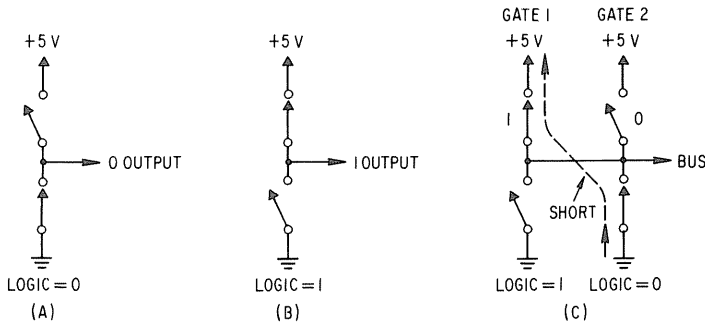 GATE 1 GATE 2
+5 V +5 V +5 V +5 V
1 0
0 OUTPUT 1 OUTPUT BUS
SHORT
LOGIC = 0 LOGIC = 1 LOGIC = 1 LOGIC = 0
(A) (B) (C)